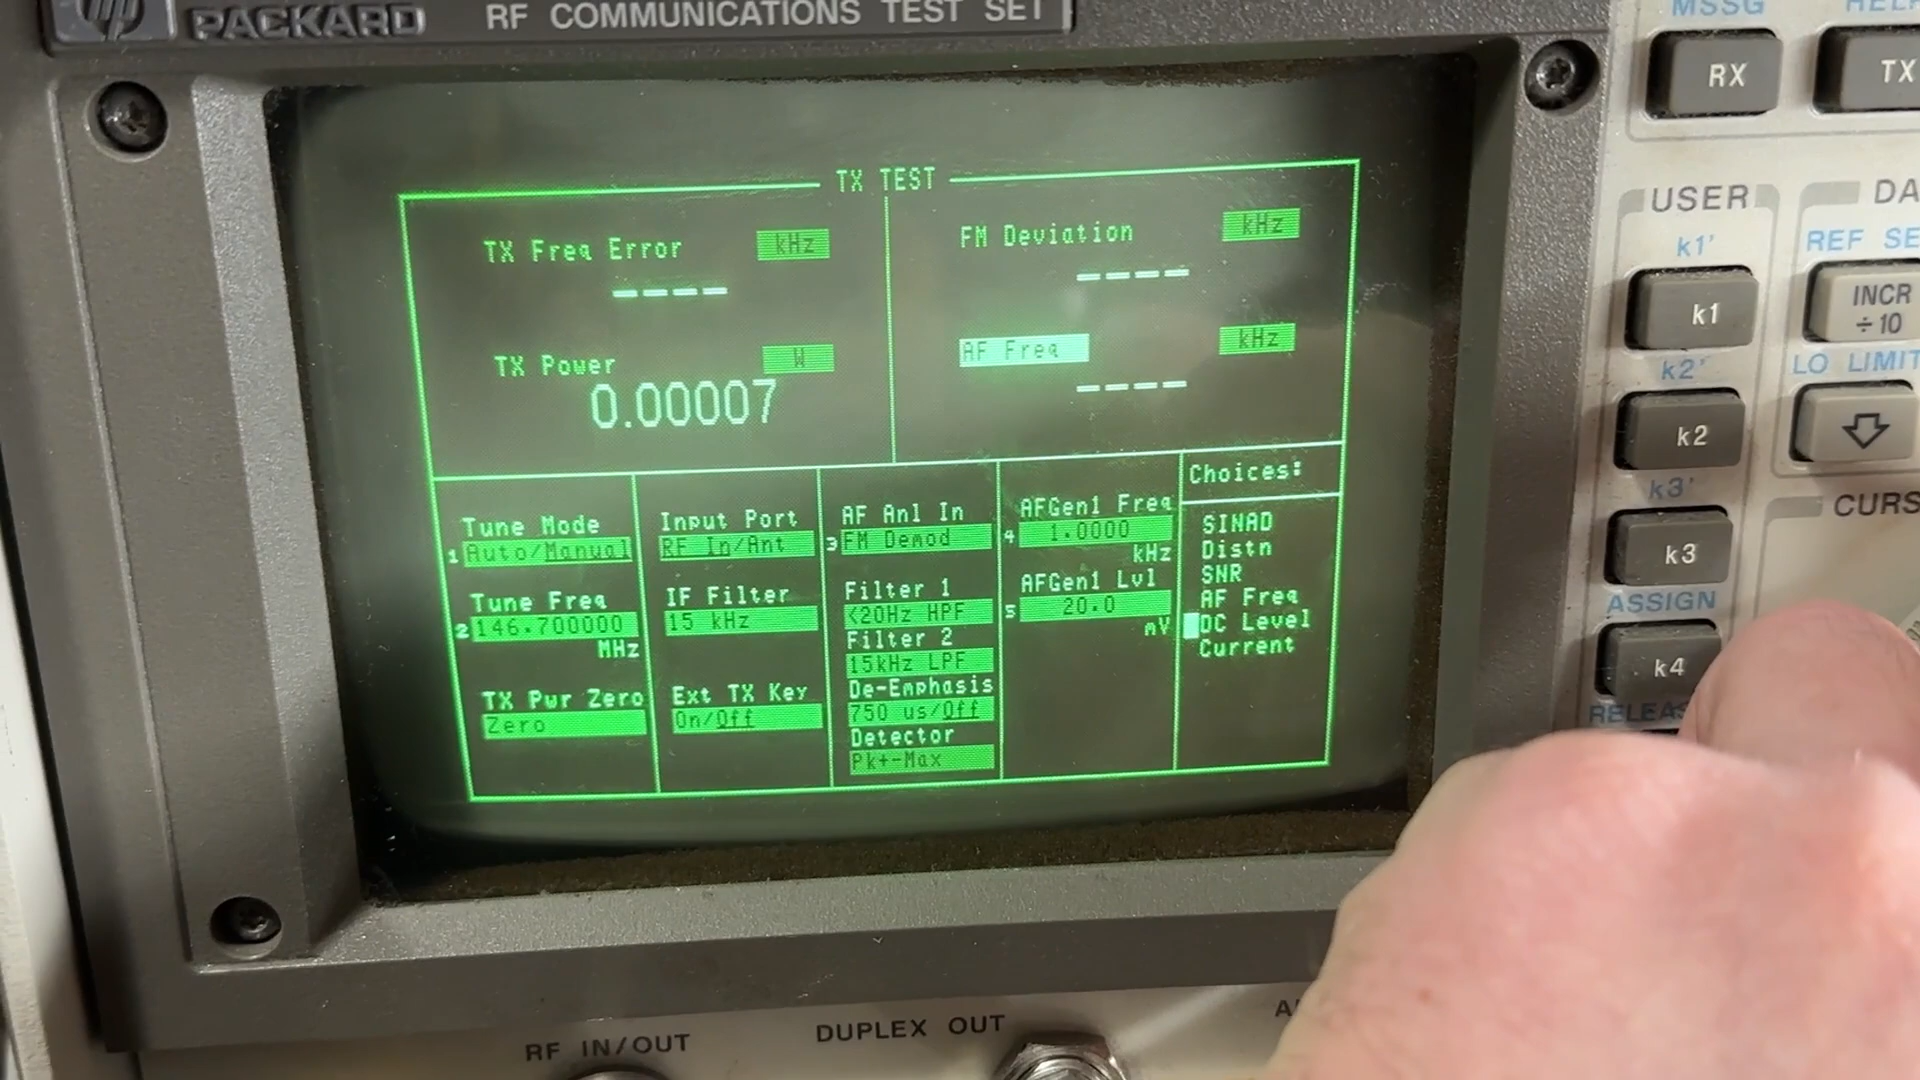 hp PACKARD
RF COMMUNICATIONS TEST SET
TX TEST
TX Freq Error kHz
----
TX Power W
0.00007
FM Deviation kHz
----
AF Freq kHz
----
Tune Mode
1 Auto/Manual
Tune Freq
2 146.700000
MHz
TX Pwr Zero
Zero
Input Port
RF In/Ant
IF Filter
15 kHz
Ext TX Key
On/Off
AF Anl In
3 FM Demod
Filter 1
<20Hz HPF
Filter 2
15kHz LPF
De-Emphasis
750 us/Off
Detector
Pk+-Max
AFGen1 Freq
4 1.0000
kHz
AFGen1 Lvl
5 20.0
mV
Choices:
SINAD
Distn
SNR
AF Freq
DC Level
Current
MSSG
RX
TX
USER
k1'
k1
k2'
k2
k3'
k3
ASSIGN
k4
RELEAS
DA
REF SE
INCR
÷10
LO LIMIT
CURS
RF IN/OUT
DUPLEX OUT